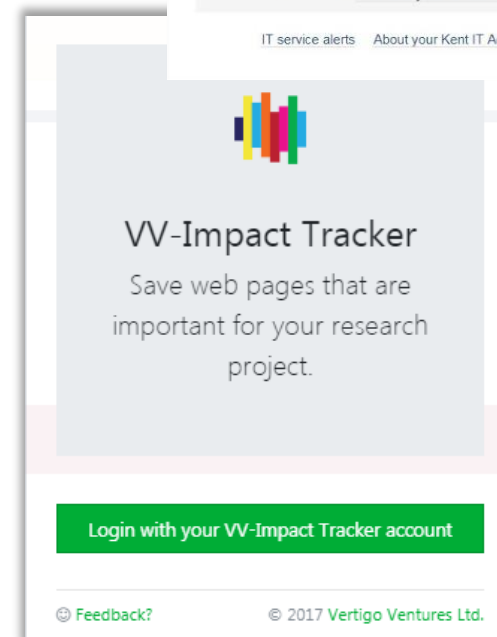 IT service alerts About your Kent IT
VV-Impact Tracker
Save web pages that are
important for your research
project.
Login with your VV-Impact Tracker account
Feedback? © 2017 Vertigo Ventures Ltd.